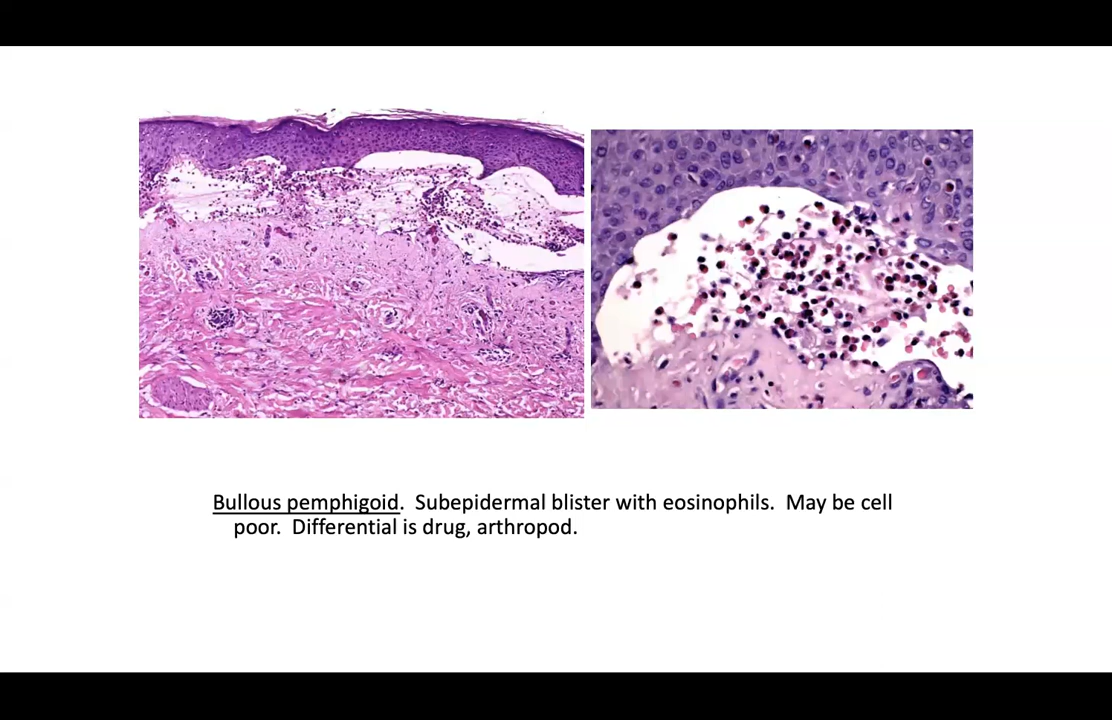 Bullous pemphigoid.  Subepidermal blister with eosinophils.  May be cell
poor.  Differential is drug, arthropod.